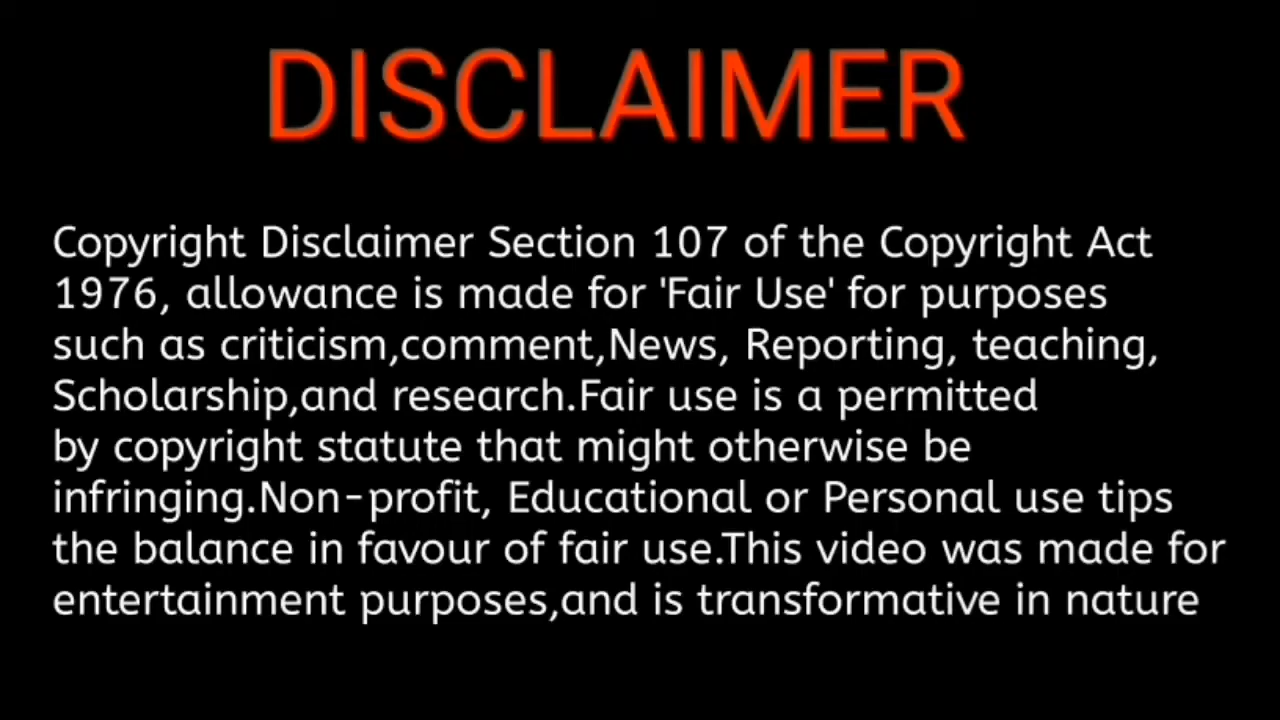 DISCLAIMER
Copyright Disclaimer Section 107 of the Copyright Act
1976, allowance is made for 'Fair Use' for purposes
such as criticism,comment,News, Reporting, teaching,
Scholarship,and research.Fair use is a permitted
by copyright statute that might otherwise be
infringing.Non-profit, Educational or Personal use tips
the balance in favour of fair use.This video was made for
entertainment purposes,and is transformative in nature